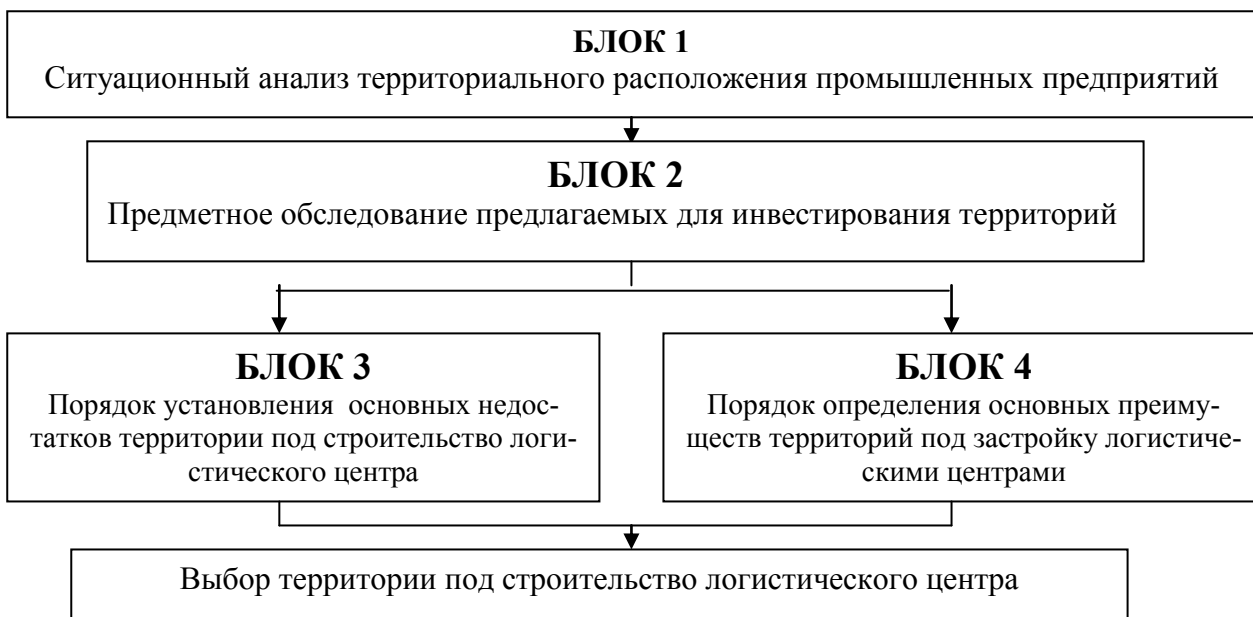 БЛОК 1
Ситуационный анализ территориального расположения промышленных предприятий
БЛОК 2
Предметное обследование предлагаемых для инвестирования территорий
БЛОК 3
Порядок установления основных недос-
татков территории под строительство логи-
стического центра
БЛОК 4
Порядок определения основных преиму-
ществ территорий под застройку логистиче-
скими центрами
Выбор территории под строительство логистического центра